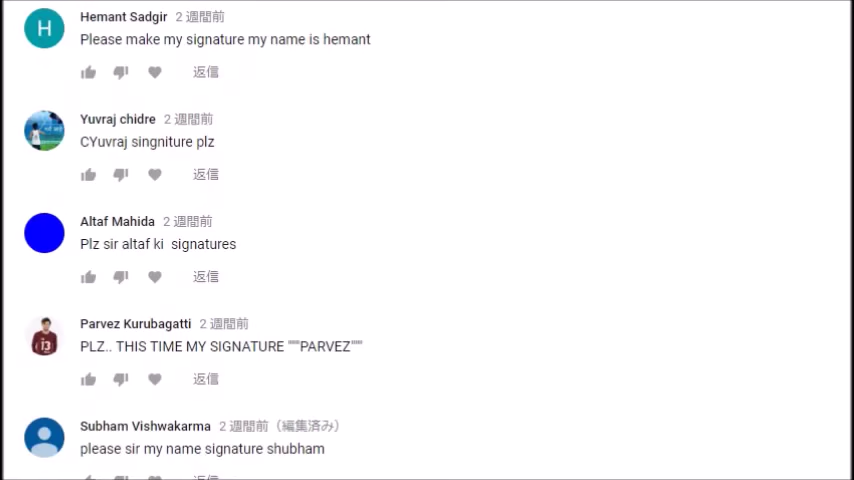 H
Hemant Sadgir 2 週間前
Please make my signature my name is hemant
返信
Yuvraj chidre 2 週間前
CYuvraj singniture plz
返信
Altaf Mahida 2 週間前
Plz sir altaf ki signatures
返信
Parvez Kurubagatti 2 週間前
PLZ.. THIS TIME MY SIGNATURE """PARVEZ"""
返信
Subham Vishwakarma 2 週間前（編集済み）
please sir my name signature shubham
返信